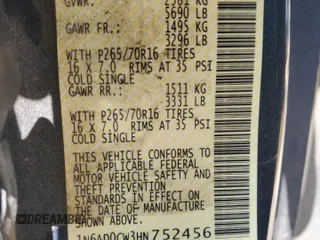 GVWR: 2581 KG
5690 LB
GAWR FR.: 1495 KG
3296 LB
WITH P265/70R16 TIRES
16 X 7.0 RIMS AT 35 PSI
COLD SINGLE
GAWR RR.: 1511 KG
3331 LB
WITH P265/70R16 TIRES
16 X 7.0 RIMS AT 35 PSI
COLD SINGLE
THIS VEHICLE CONFORMS TO
ALL APPLICABLE FEDERAL
MOTOR VEHICLE SAFETY AND
THEFT PREVENTION
STANDARDS IN EFFECT ON
THE DATE OF MANUFACTURE
SHOWN ABOVE
1N6AD0CW3HN752456